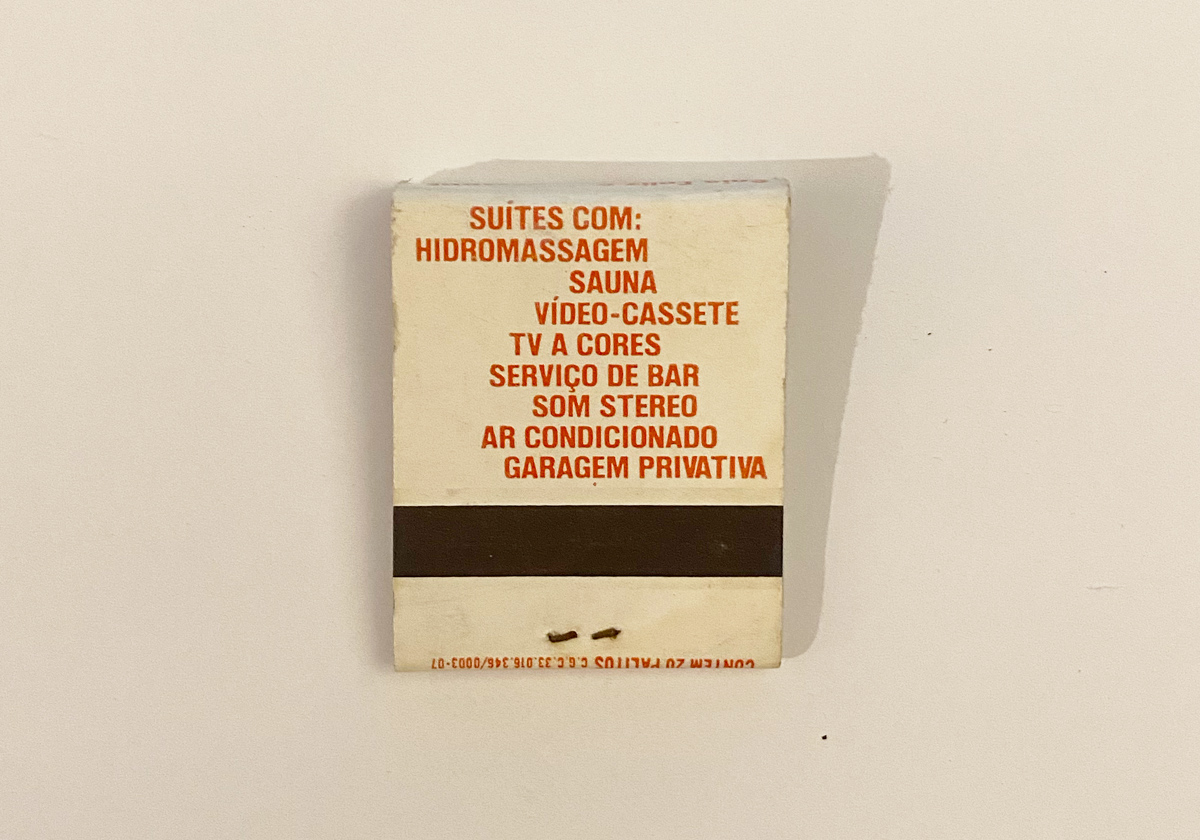 SUÍTES COM:
HIDROMASSAGEM
SAUNA
VÍDEO-CASSETE
TV A CORES
SERVIÇO DE BAR
SOM STEREO
AR CONDICIONADO
GARAGEM PRIVATIVA
CONTÉM 20 PALITOS C.G.C.33.016.346/0003-07